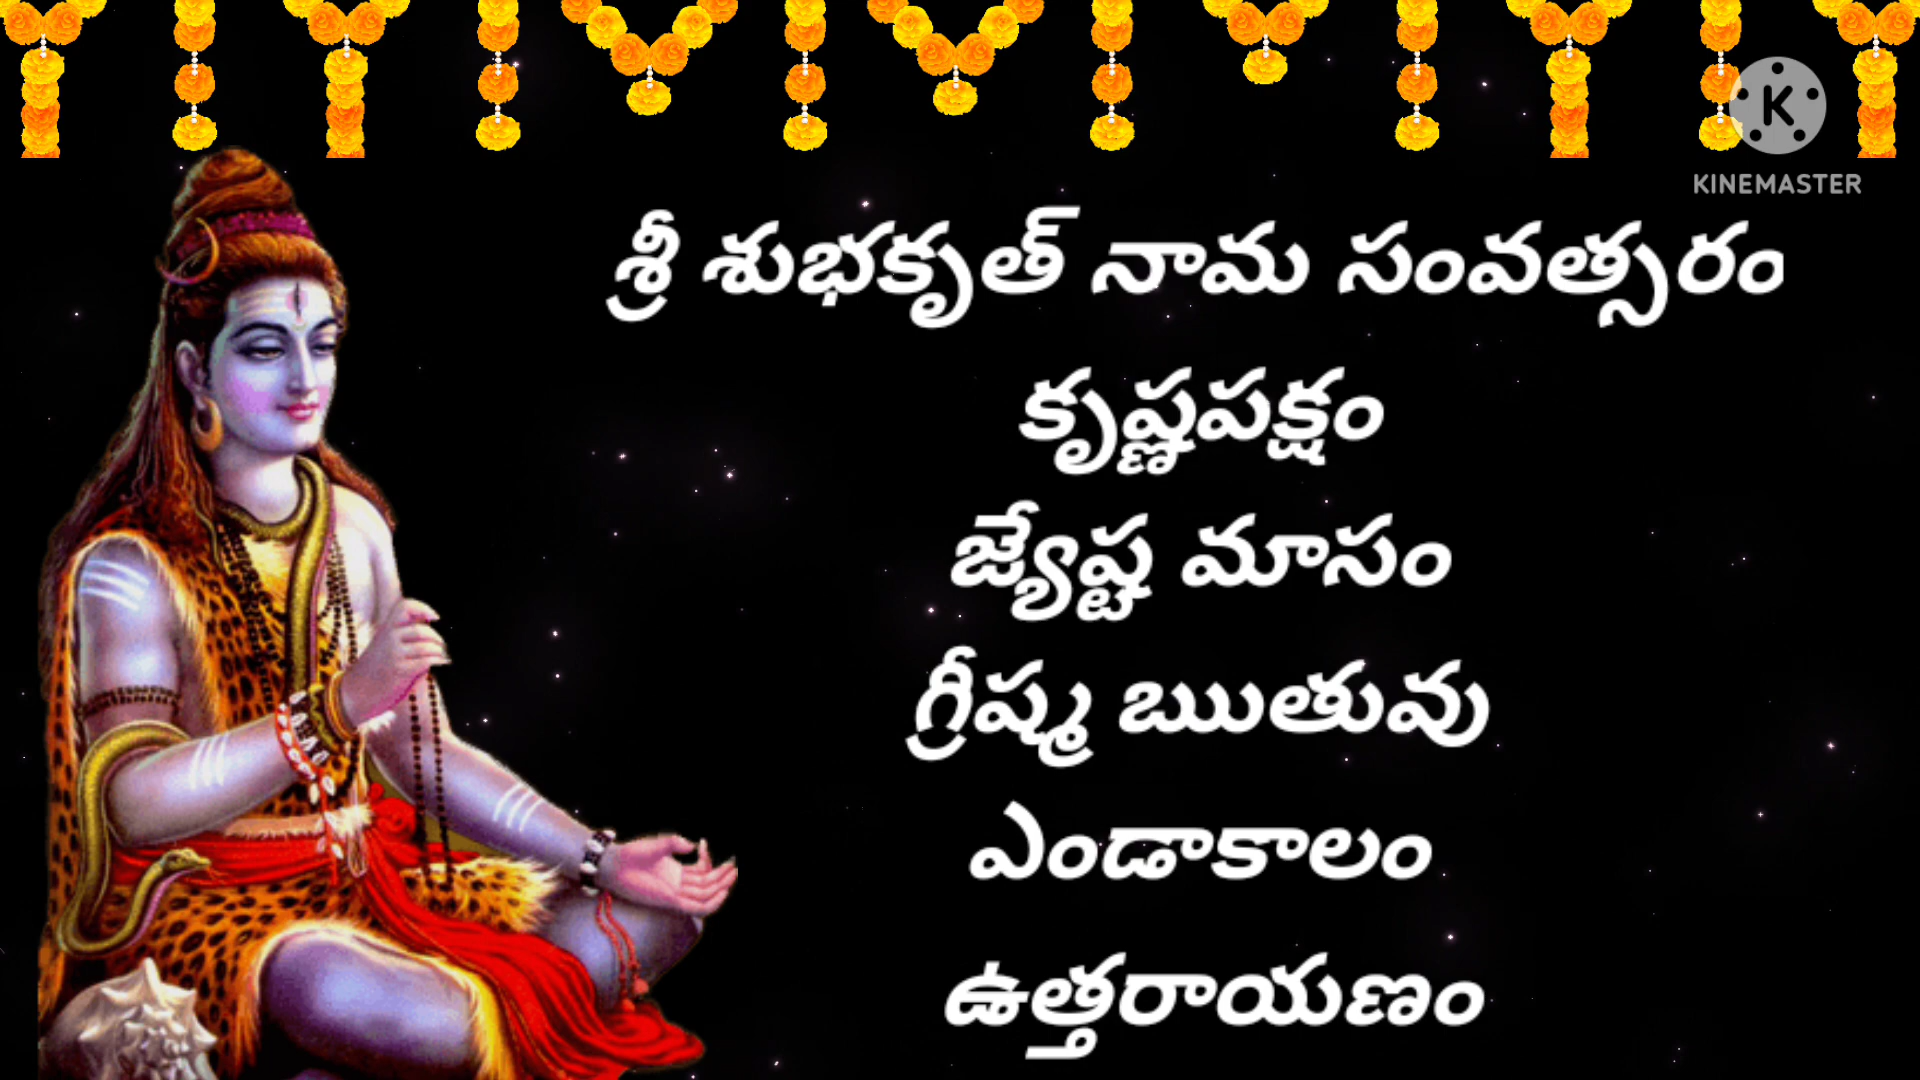 K
KINEMASTER
శ్రీ శుభకృత్ నామ సంవత్సరం
కృష్ణపక్షం
జ్యేష్ట మాసం
గ్రీష్మ ఋతువు
ఎండాకాలం
ఉత్తరాయణం